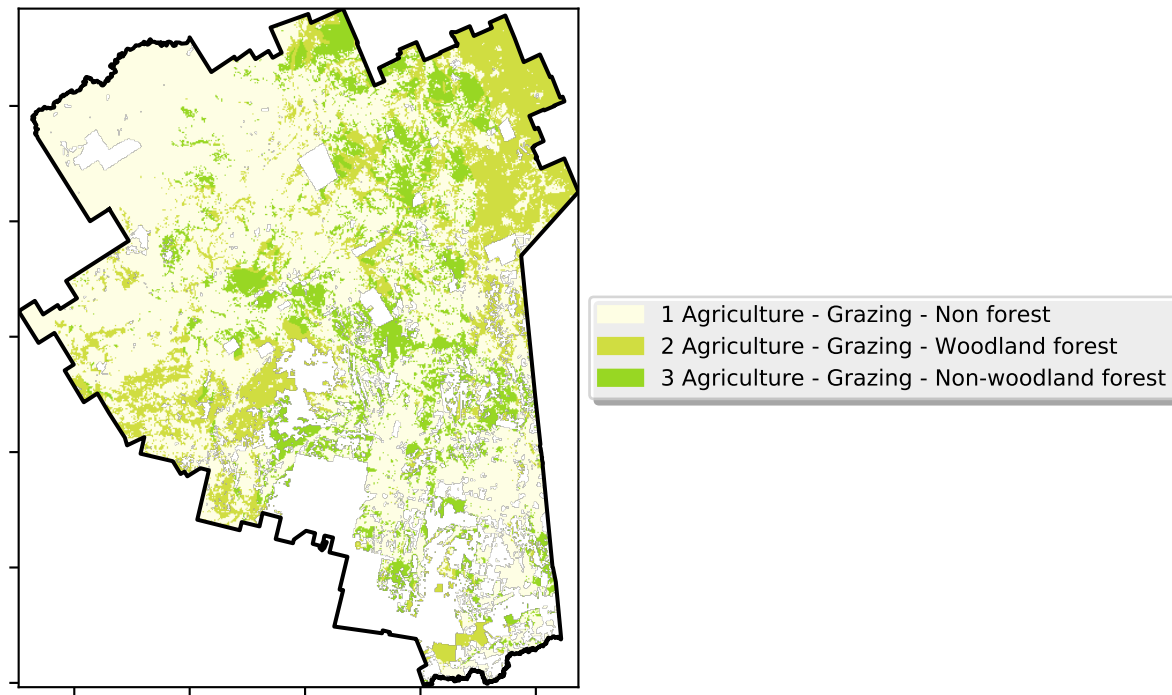 1 Agriculture - Grazing - Non forest
2 Agriculture - Grazing - Woodland forest
3 Agriculture - Grazing - Non-woodland forest